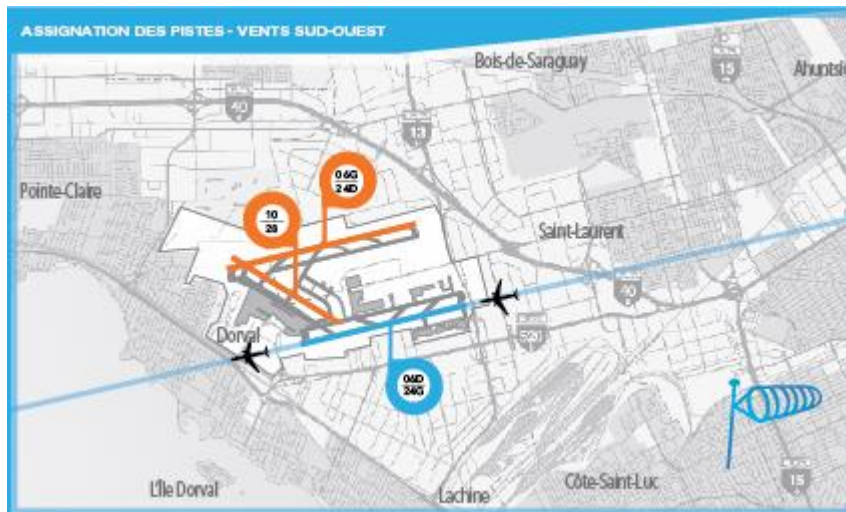 ASSIGNATION DES PISTES - VENTS SUD-OUEST
Bois-de-Saraguay
15
Ahuntsi
40
13
Pointe-Claire
06G
24D
10
28
Saint-Laurent
40
Dorval
520
06D
24G
L'Île Dorval
Lachine
Côte-Saint-Luc
15